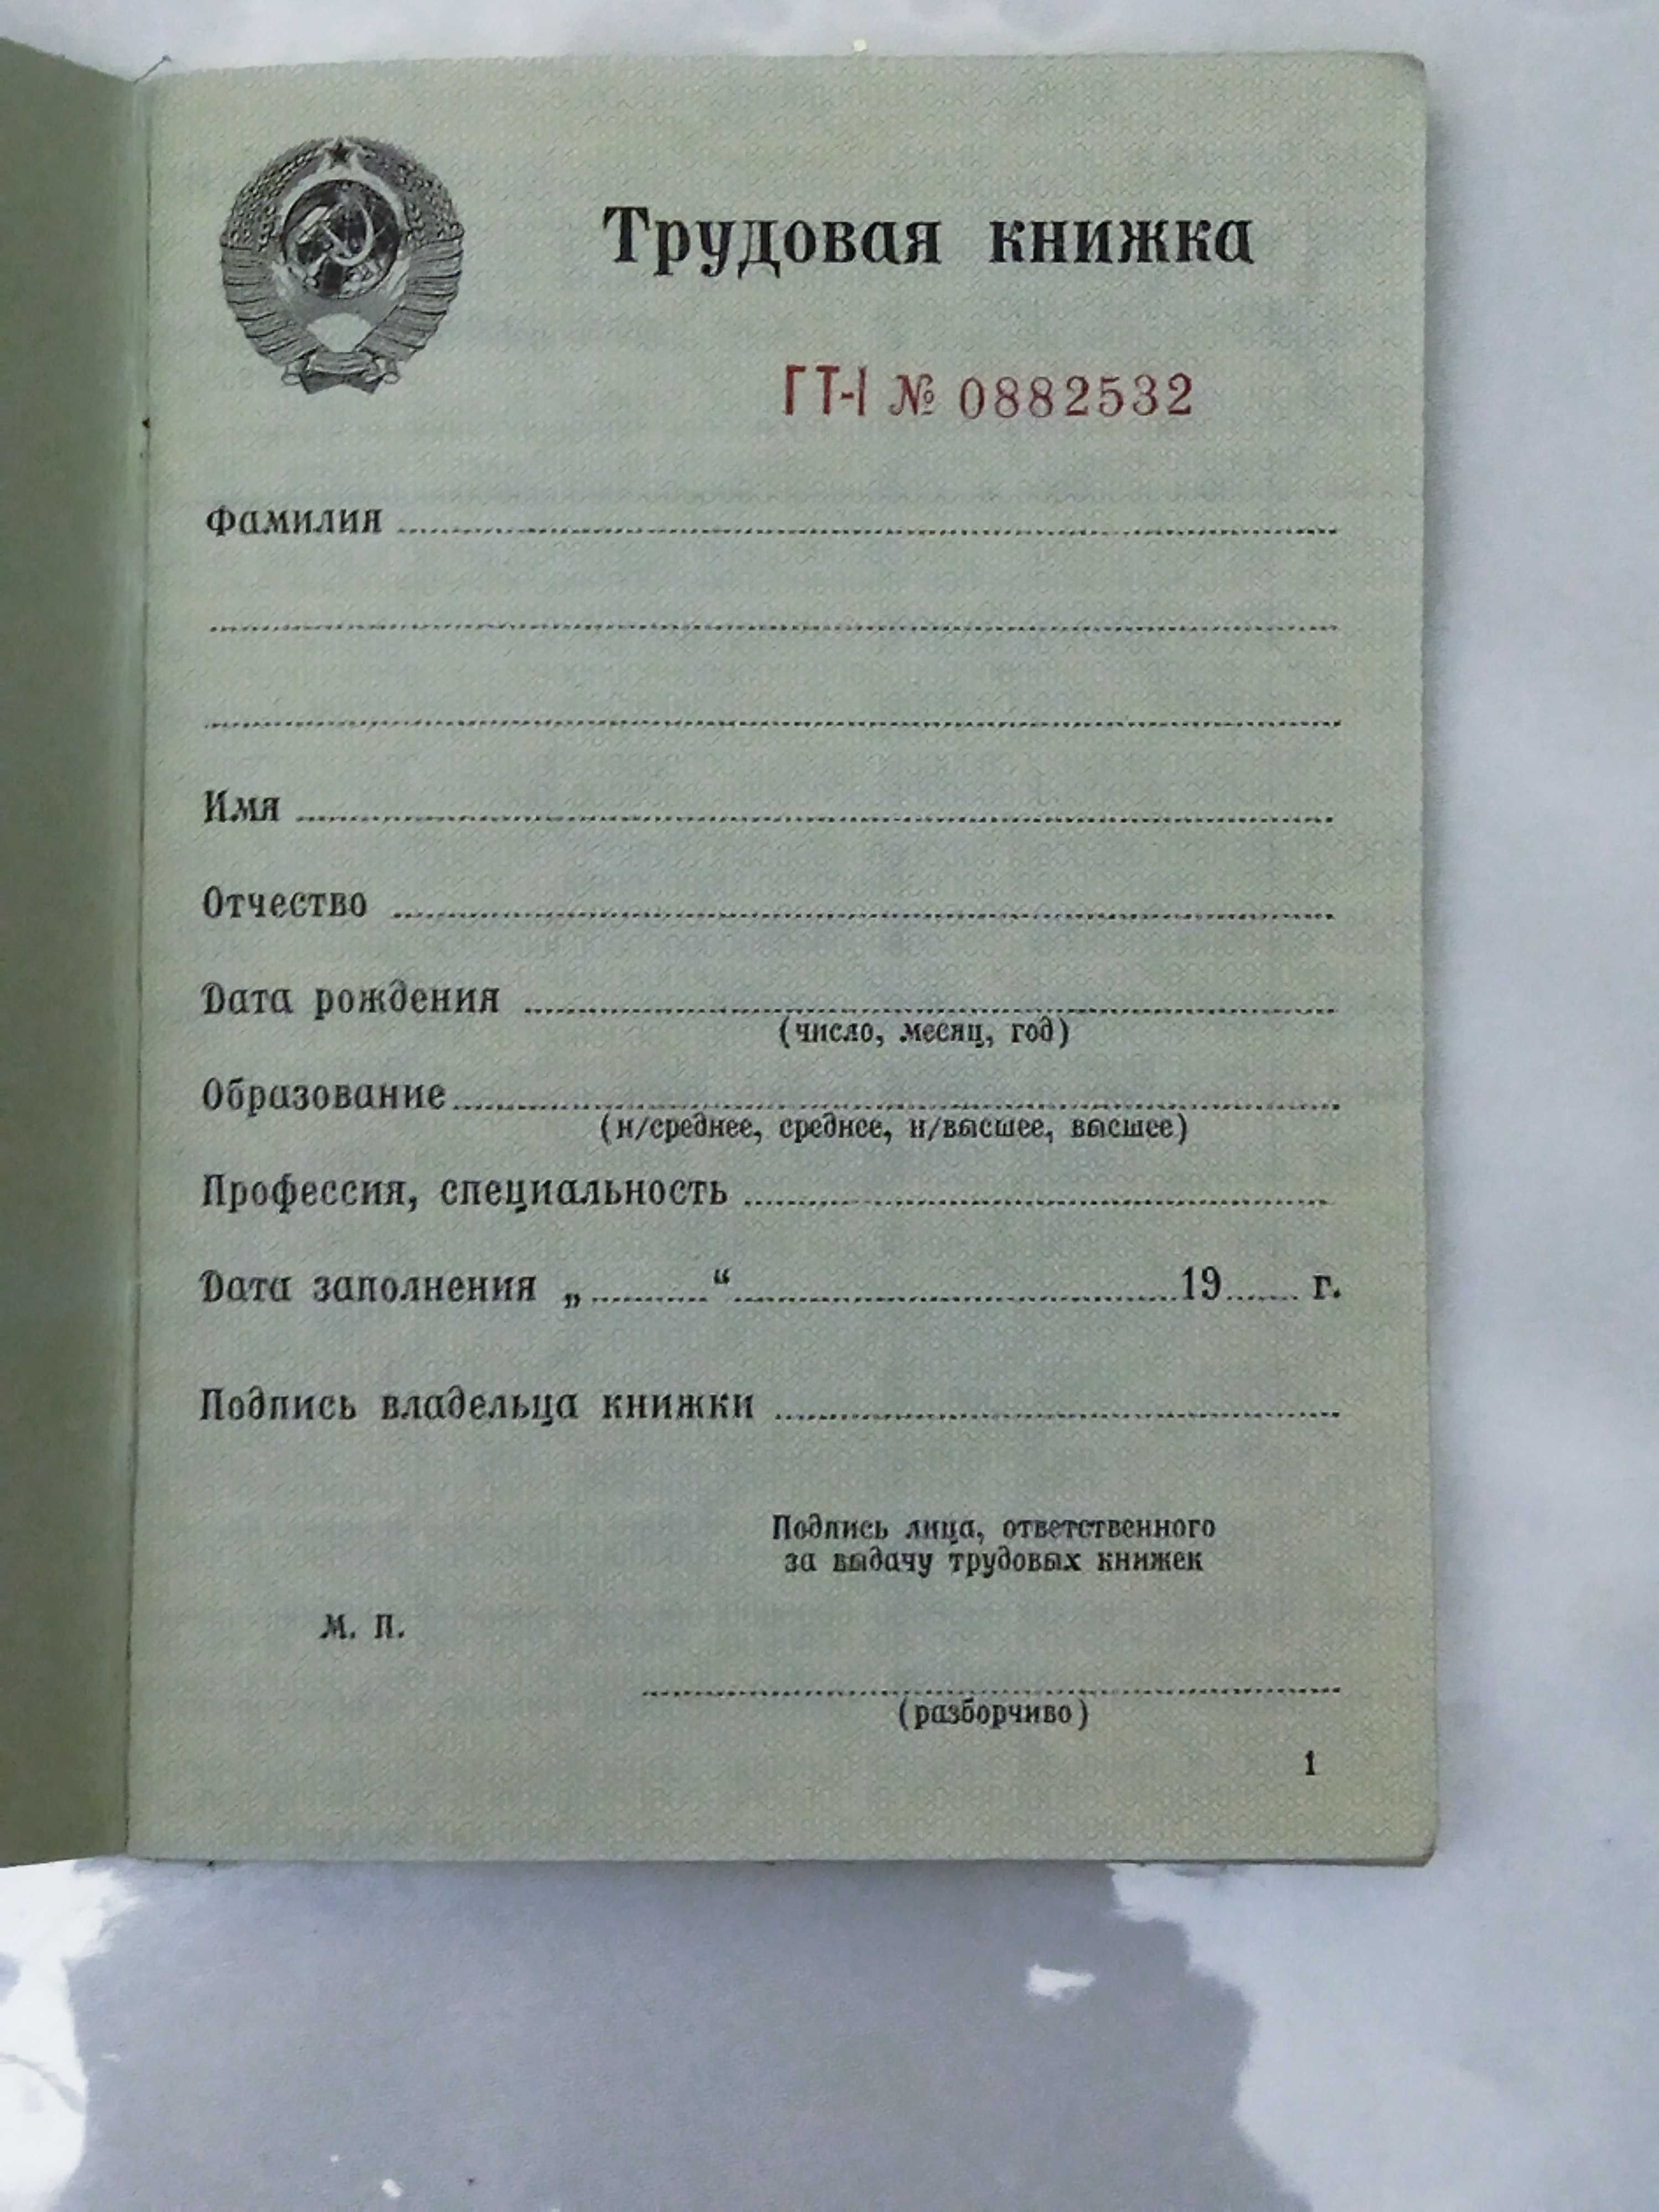 Трудовая книжка
ГТ-I № 0882532
Фамилия
Имя
Отчество
Дата рождения
(число, месяц, год)
Образование
(н/среднее, среднее, н/высшее, высшее)
Профессия, специальность
Дата заполнения „..........“ 19...... г.
Подпись владельца книжки
Подпись лица, ответственного
за выдачу трудовых книжек
М. П.
(разборчиво)
1